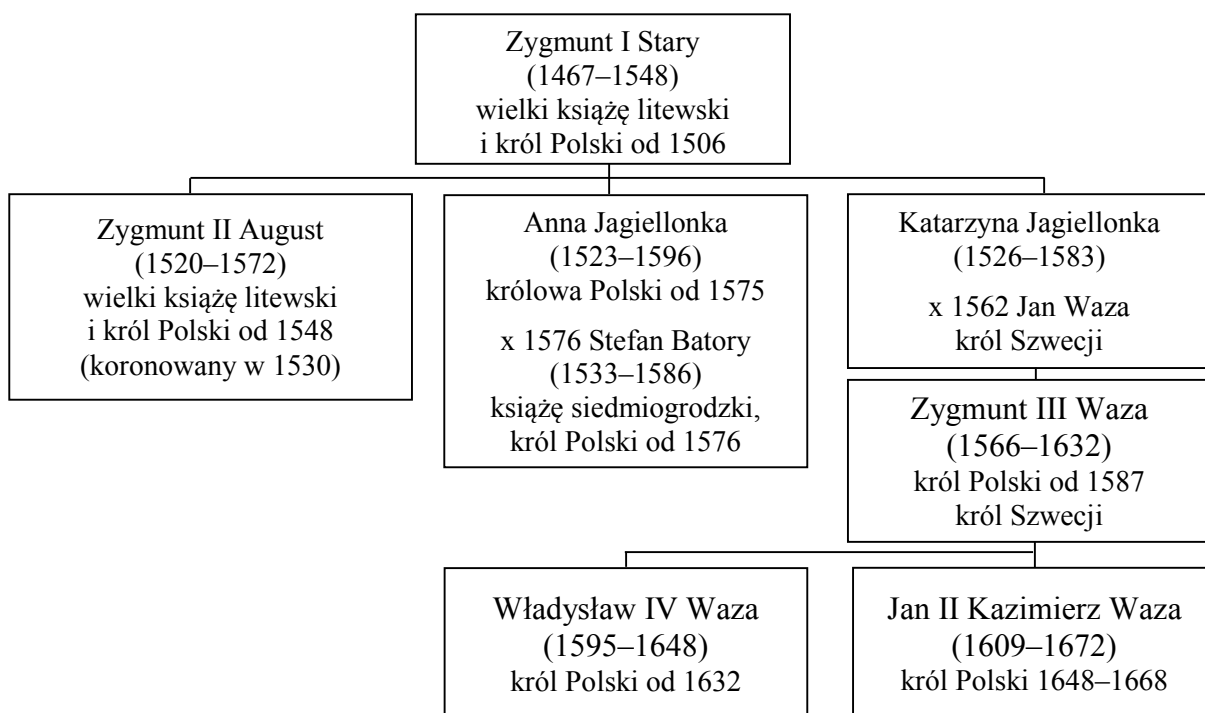 Zygmunt I Stary
(1467–1548)
wielki książę litewski
i król Polski od 1506
Zygmunt II August
(1520–1572)
wielki książę litewski
i król Polski od 1548
(koronowany w 1530)
Anna Jagiellonka
(1523–1596)
królowa Polski od 1575
x 1576 Stefan Batory
(1533–1586)
książę siedmiogrodzki,
król Polski od 1576
Katarzyna Jagiellonka
(1526–1583)
x 1562 Jan Waza
król Szwecji
Zygmunt III Waza
(1566–1632)
król Polski od 1587
król Szwecji
Władysław IV Waza
(1595–1648)
król Polski od 1632
Jan II Kazimierz Waza
(1609–1672)
król Polski 1648–1668